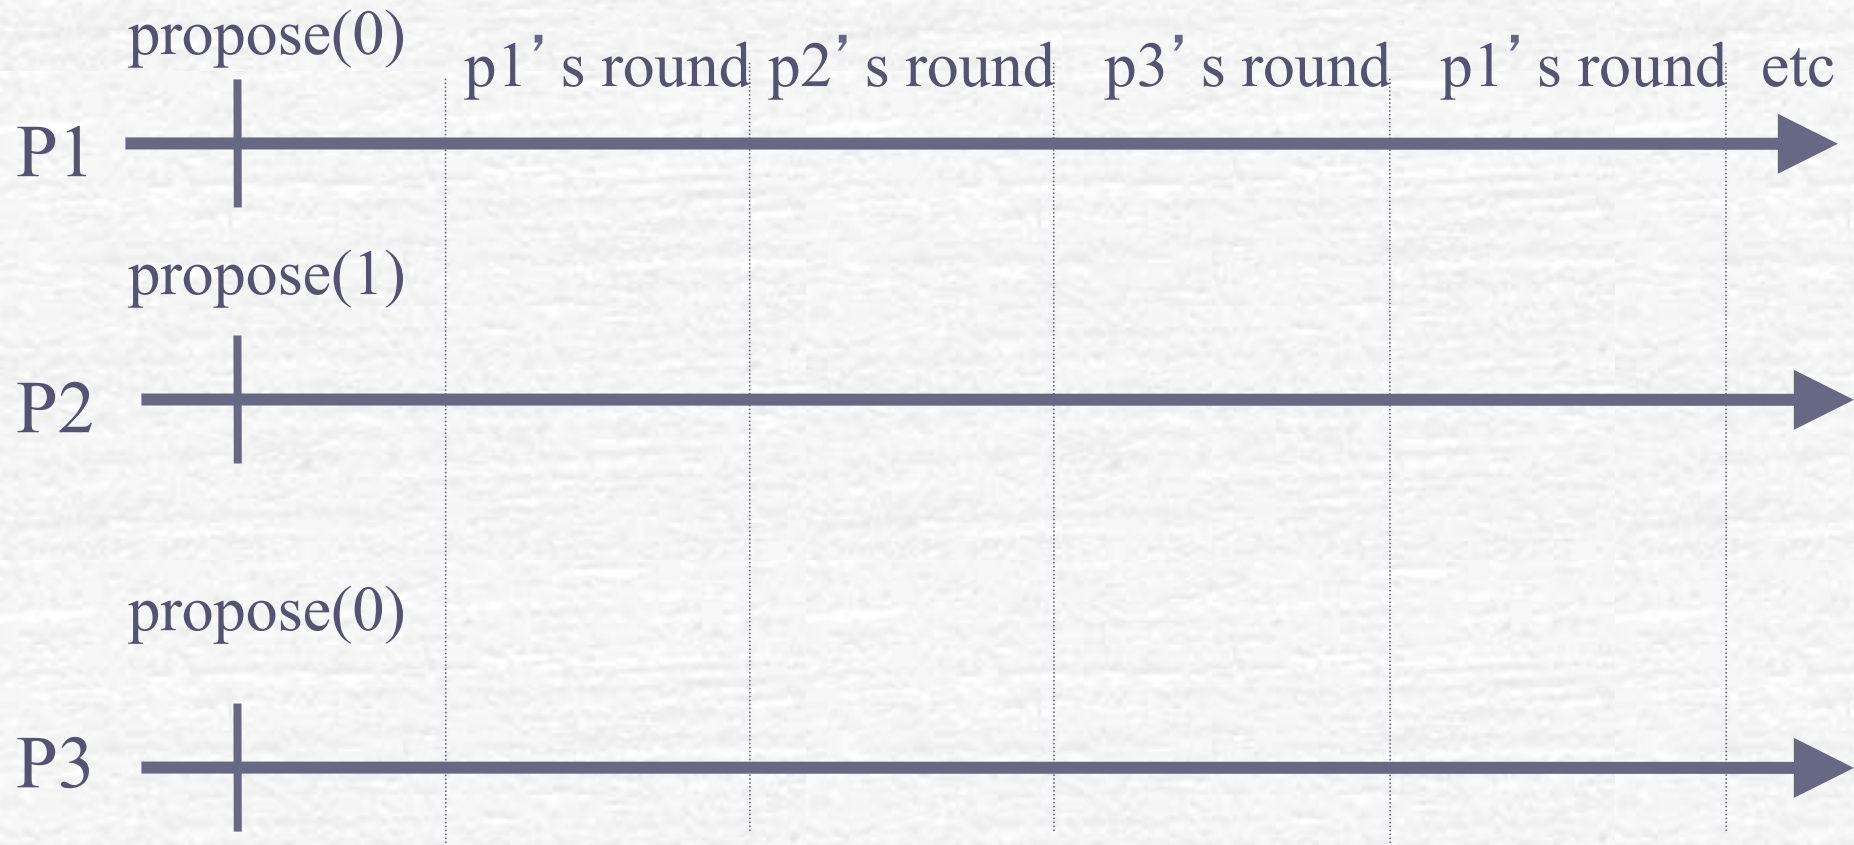 propose(0)
p1’s round p2’s round p3’s round p1’s round etc
P1
propose(1)
P2
propose(0)
P3